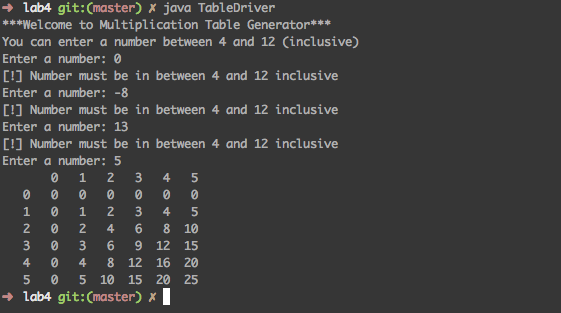 ➜ lab4 git:(master) ✗ java TableDriver
***Welcome to Multiplication Table Generator***
You can enter a number between 4 and 12 (inclusive)
Enter a number: 0
[!] Number must be in between 4 and 12 inclusive
Enter a number: -8
[!] Number must be in between 4 and 12 inclusive
Enter a number: 13
[!] Number must be in between 4 and 12 inclusive
Enter a number: 5
       0   1   2   3   4   5
   0   0   0   0   0   0   0
   1   0   1   2   3   4   5
   2   0   2   4   6   8  10
   3   0   3   6   9  12  15
   4   0   4   8  12  16  20
   5   0   5  10  15  20  25
➜ lab4 git:(master) ✗